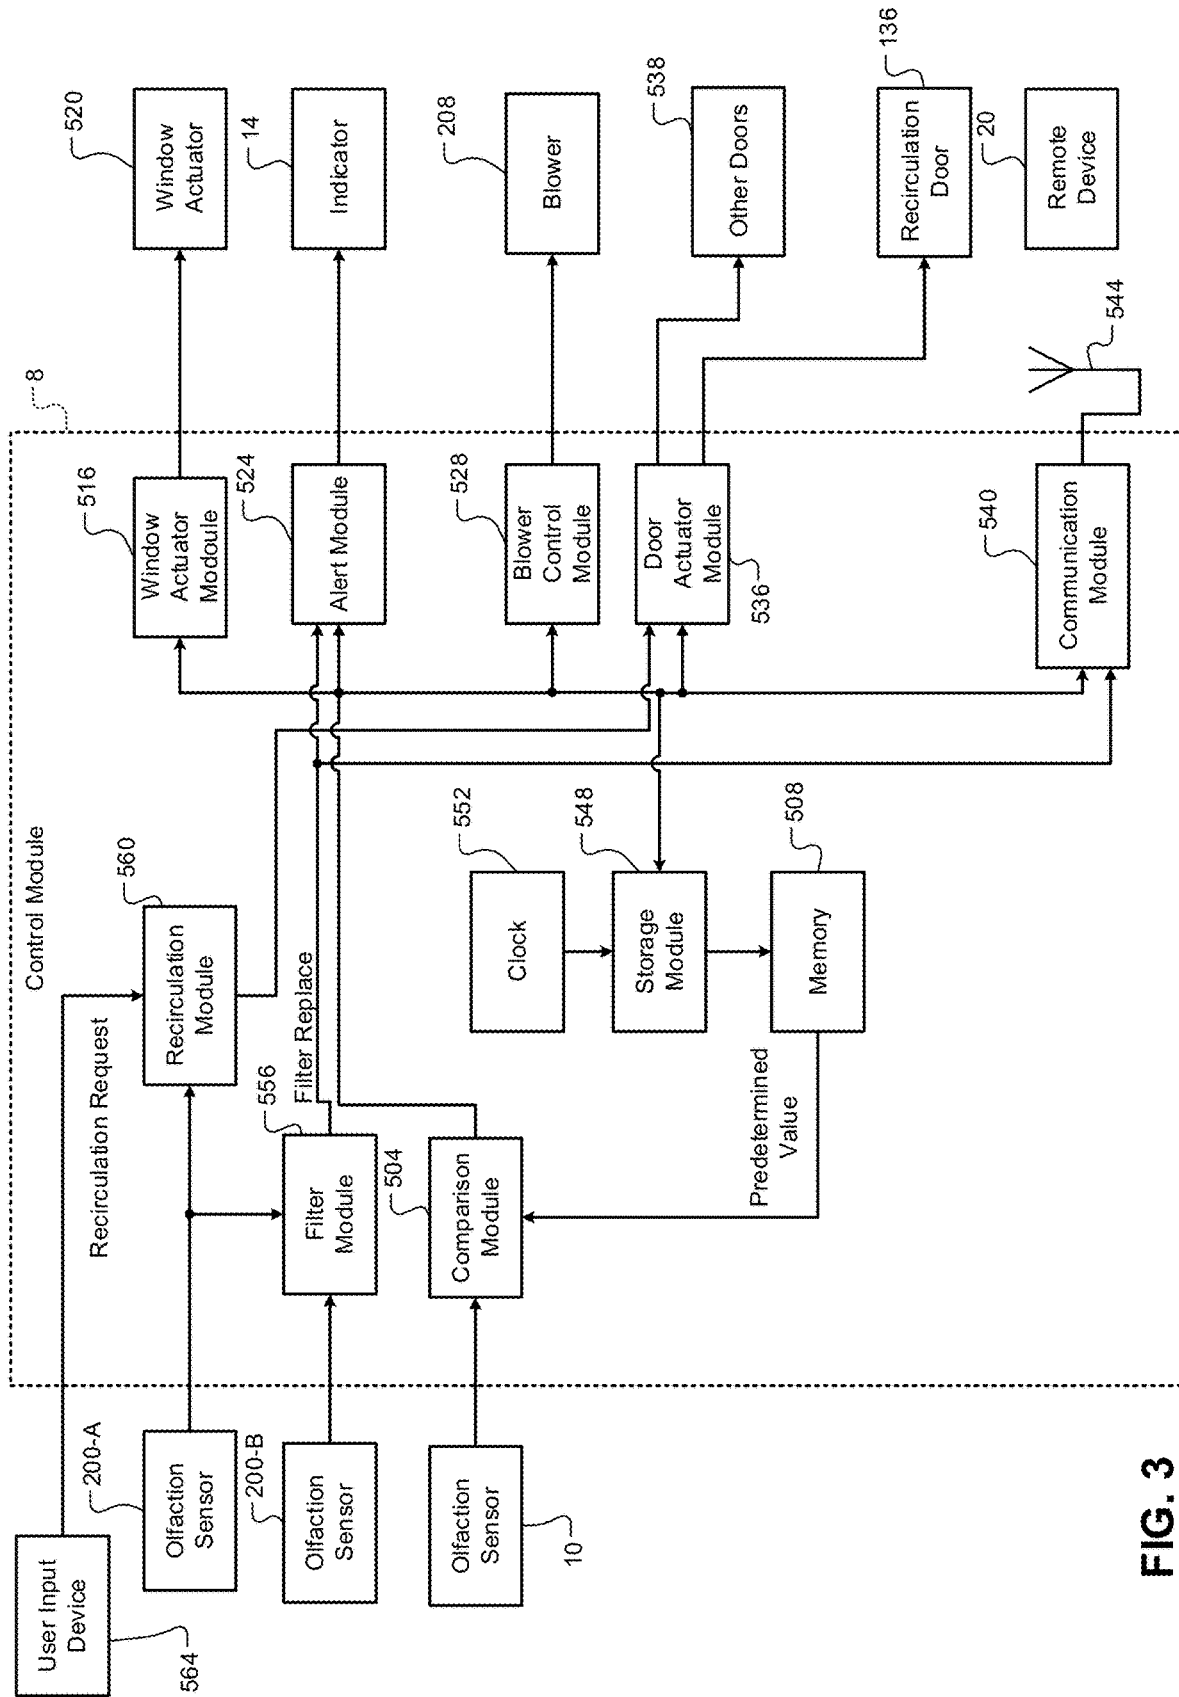 8
Control Module
User Input
Device
564
Recirculation Request
Recirculation
Module
560
Window
Actuator
Modoule
516
Window
Actuator
520
Olfaction
Sensor
200-A
Olfaction
Sensor
200-B
Filter
Module
556
Filter Replace
Alert Module
524
Indicator
14
Olfaction
Sensor
10
Comparison
Module
504
Clock
552
Storage
Module
548
Memory
508
Predetermined
Value
Blower
Control
Module
528
Blower
208
Door
Actuator
Module
536
Other Doors
538
Recirculation
Door
136
Communication
Module
540
544
Remote
Device
20
FIG. 3